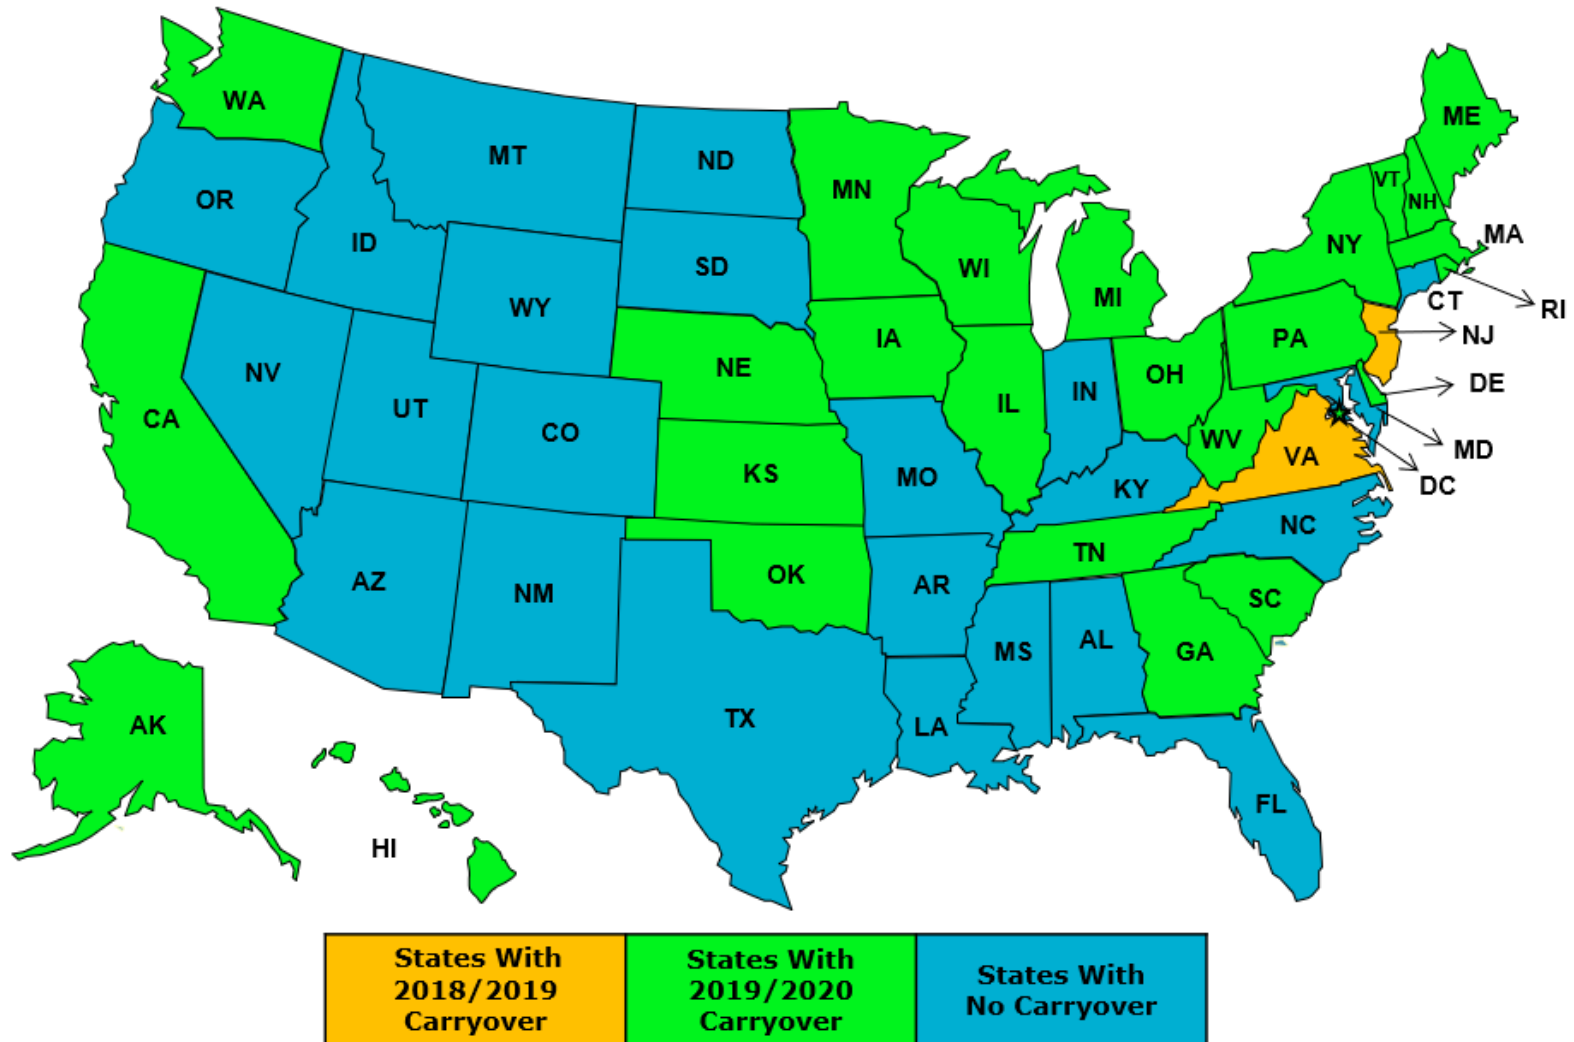 WA
ME
MT
ND
VT
MN
OR
NH
ID
NY
MA
SD
WI
MI
WY
CT
RI
NJ
IA
PA
NE
NV
OH
DE
UT
IN
IL
CA
CO
WV
MD
KS
MO
VA
KY
DC
NC
TN
OK
AZ
NM
AR
SC
MS
AL
GA
TX
AK
LA
FL
HI
States With
2018/2019
Carryover
States With
2019/2020
Carryover
States With
No Carryover